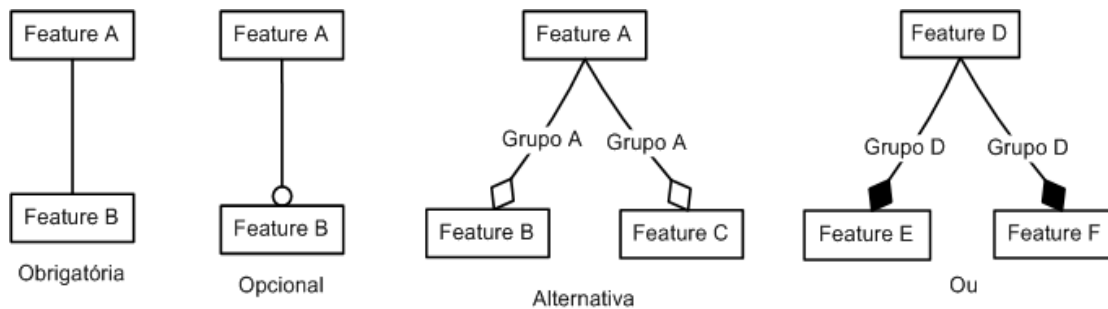 Feature A
Feature B
Obrigatória
Feature A
Feature B
Opcional
Feature A
Grupo A
Grupo A
Feature B
Feature C
Alternativa
Feature D
Grupo D
Grupo D
Feature E
Feature F
Ou